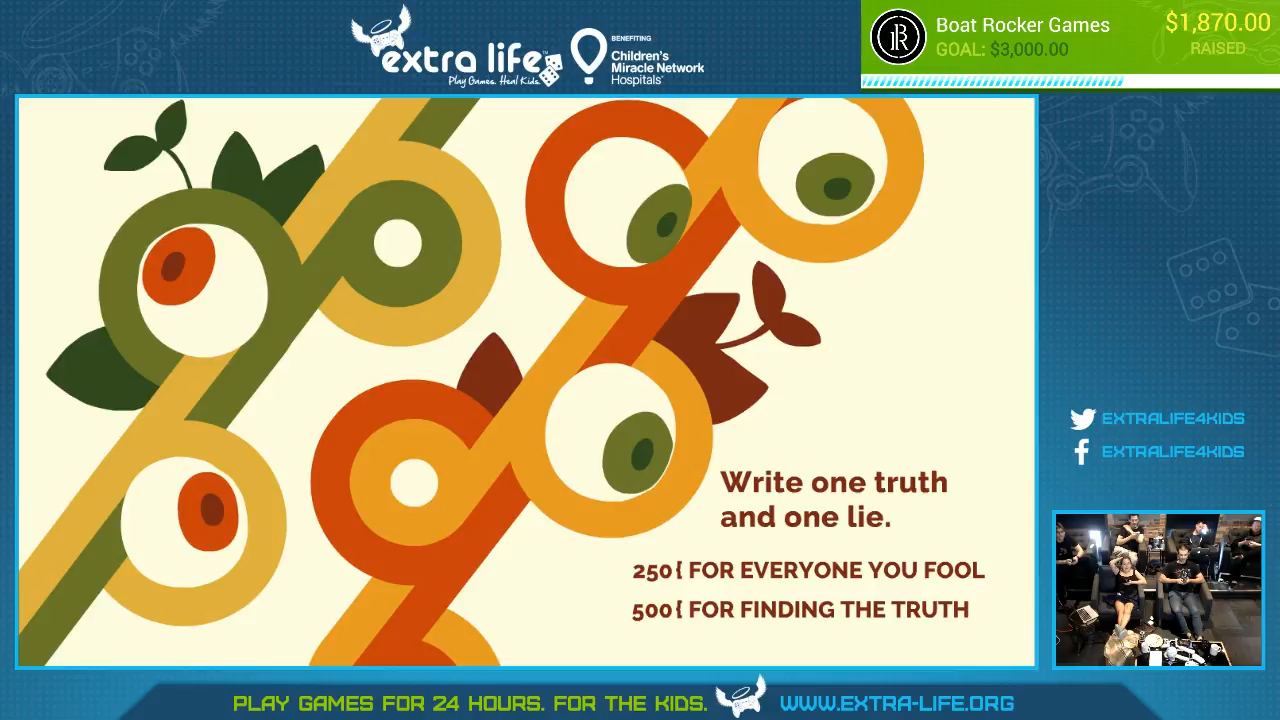 extra life
Play Games. Heal Kids.
BENEFITING
Children's
Miracle Network
Hospitals
Boat Rocker Games
GOAL: $3,000.00
$1,870.00
RAISED
Write one truth
and one lie.
250{ FOR EVERYONE YOU FOOL
500{ FOR FINDING THE TRUTH
EXTRALIFE4KIDS
EXTRALIFE4KIDS
PLAY GAMES FOR 24 HOURS. FOR THE KIDS.
WWW.EXTRA-LIFE.ORG